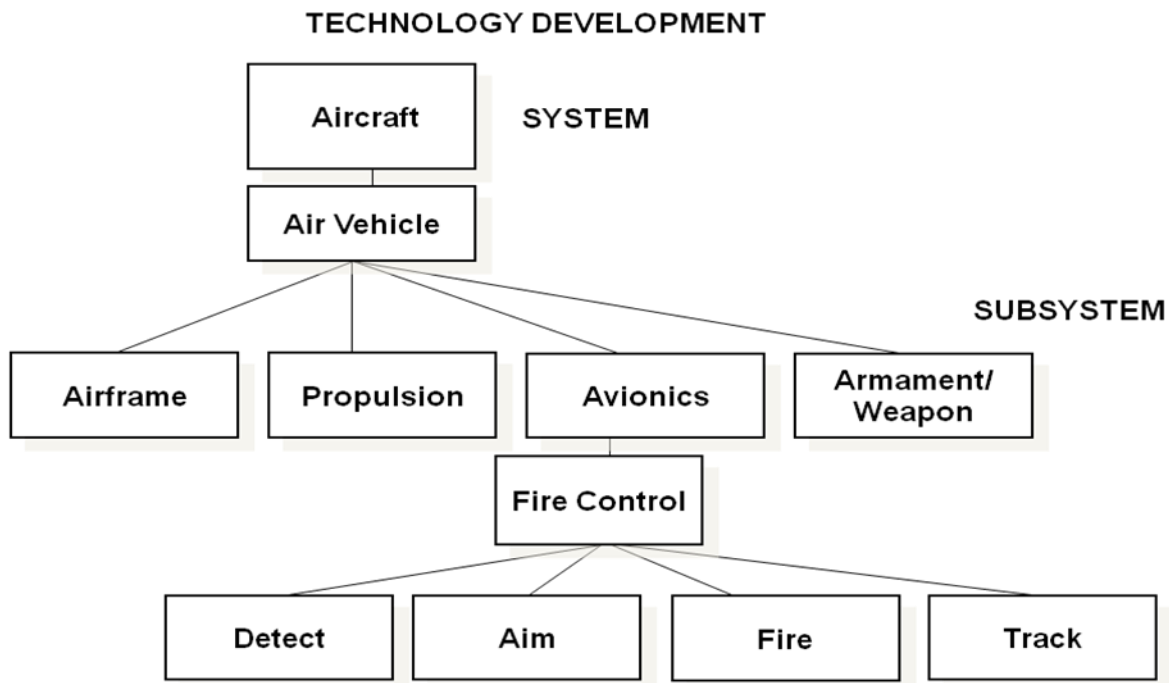 TECHNOLOGY DEVELOPMENT
Aircraft
SYSTEM
Air Vehicle
SUBSYSTEM
Airframe
Propulsion
Avionics
Armament/
Weapon
Fire Control
Detect
Aim
Fire
Track